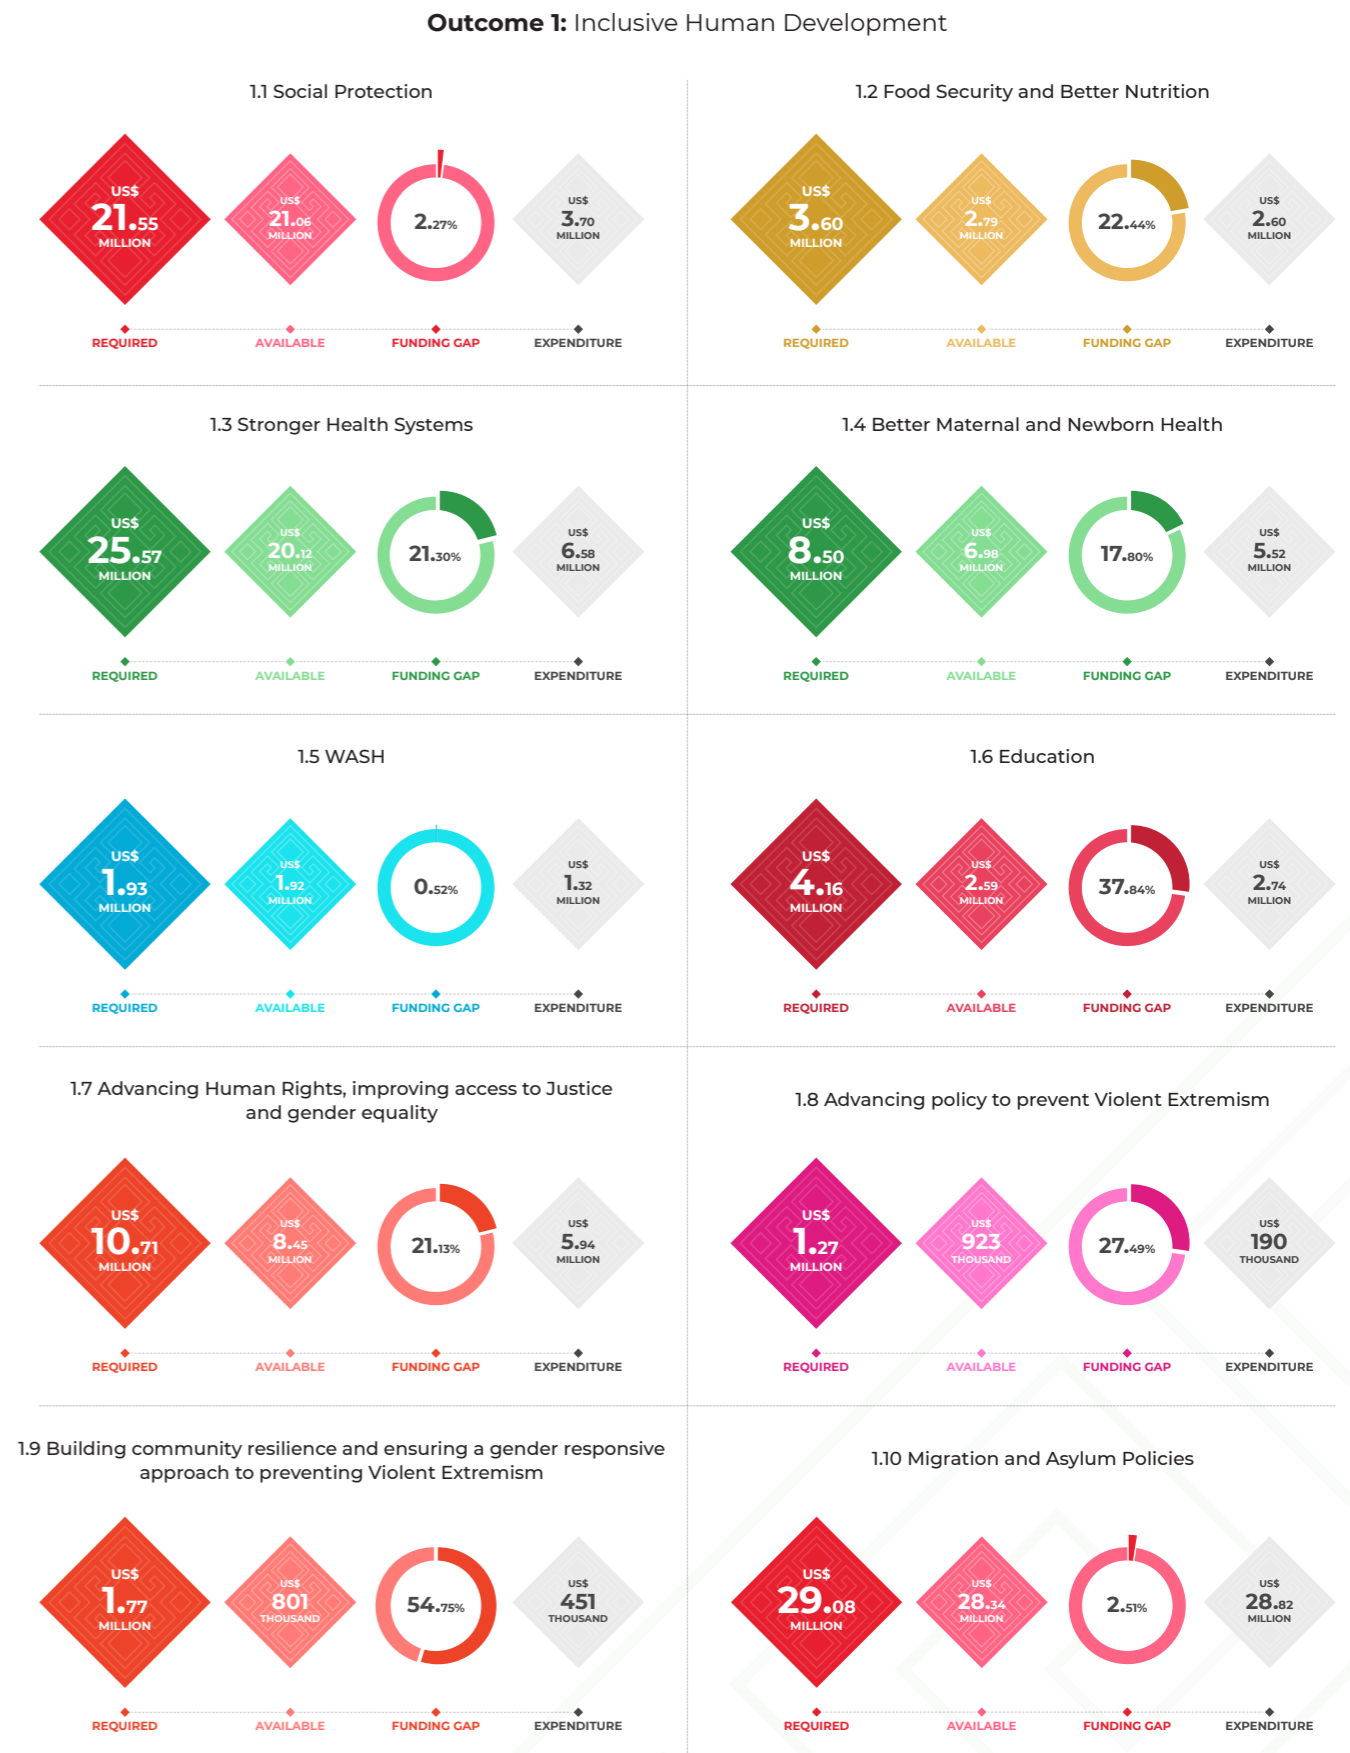 Outcome 1: Inclusive Human Development
1.1 Social Protection
US$
21.55
MILLION
US$
21.06
MILLION
2.27%
US$
3.70
MILLION
REQUIRED
AVAILABLE
FUNDING GAP
EXPENDITURE
1.2 Food Security and Better Nutrition
US$
3.60
MILLION
US$
2.79
MILLION
22.44%
US$
2.60
MILLION
REQUIRED
AVAILABLE
FUNDING GAP
EXPENDITURE
1.3 Stronger Health Systems
US$
25.57
MILLION
US$
20.12
MILLION
21.30%
US$
6.58
MILLION
REQUIRED
AVAILABLE
FUNDING GAP
EXPENDITURE
1.4 Better Maternal and Newborn Health
US$
8.50
MILLION
US$
6.98
MILLION
17.80%
US$
5.52
MILLION
REQUIRED
AVAILABLE
FUNDING GAP
EXPENDITURE
1.5 WASH
US$
1.93
MILLION
US$
1.92
MILLION
0.52%
US$
1.32
MILLION
REQUIRED
AVAILABLE
FUNDING GAP
EXPENDITURE
1.6 Education
US$
4.16
MILLION
US$
2.59
MILLION
37.84%
US$
2.74
MILLION
REQUIRED
AVAILABLE
FUNDING GAP
EXPENDITURE
1.7 Advancing Human Rights, improving access to Justice
and gender equality
US$
10.71
MILLION
US$
8.45
MILLION
21.13%
US$
5.94
MILLION
REQUIRED
AVAILABLE
FUNDING GAP
EXPENDITURE
1.8 Advancing policy to prevent Violent Extremism
US$
1.27
MILLION
US$
923
THOUSAND
27.49%
US$
190
THOUSAND
REQUIRED
AVAILABLE
FUNDING GAP
EXPENDITURE
1.9 Building community resilience and ensuring a gender responsive
approach to preventing Violent Extremism
US$
1.77
MILLION
US$
801
THOUSAND
54.75%
US$
451
THOUSAND
REQUIRED
AVAILABLE
FUNDING GAP
EXPENDITURE
1.10 Migration and Asylum Policies
US$
29.08
MILLION
US$
28.34
MILLION
2.51%
US$
28.82
MILLION
REQUIRED
AVAILABLE
FUNDING GAP
EXPENDITURE